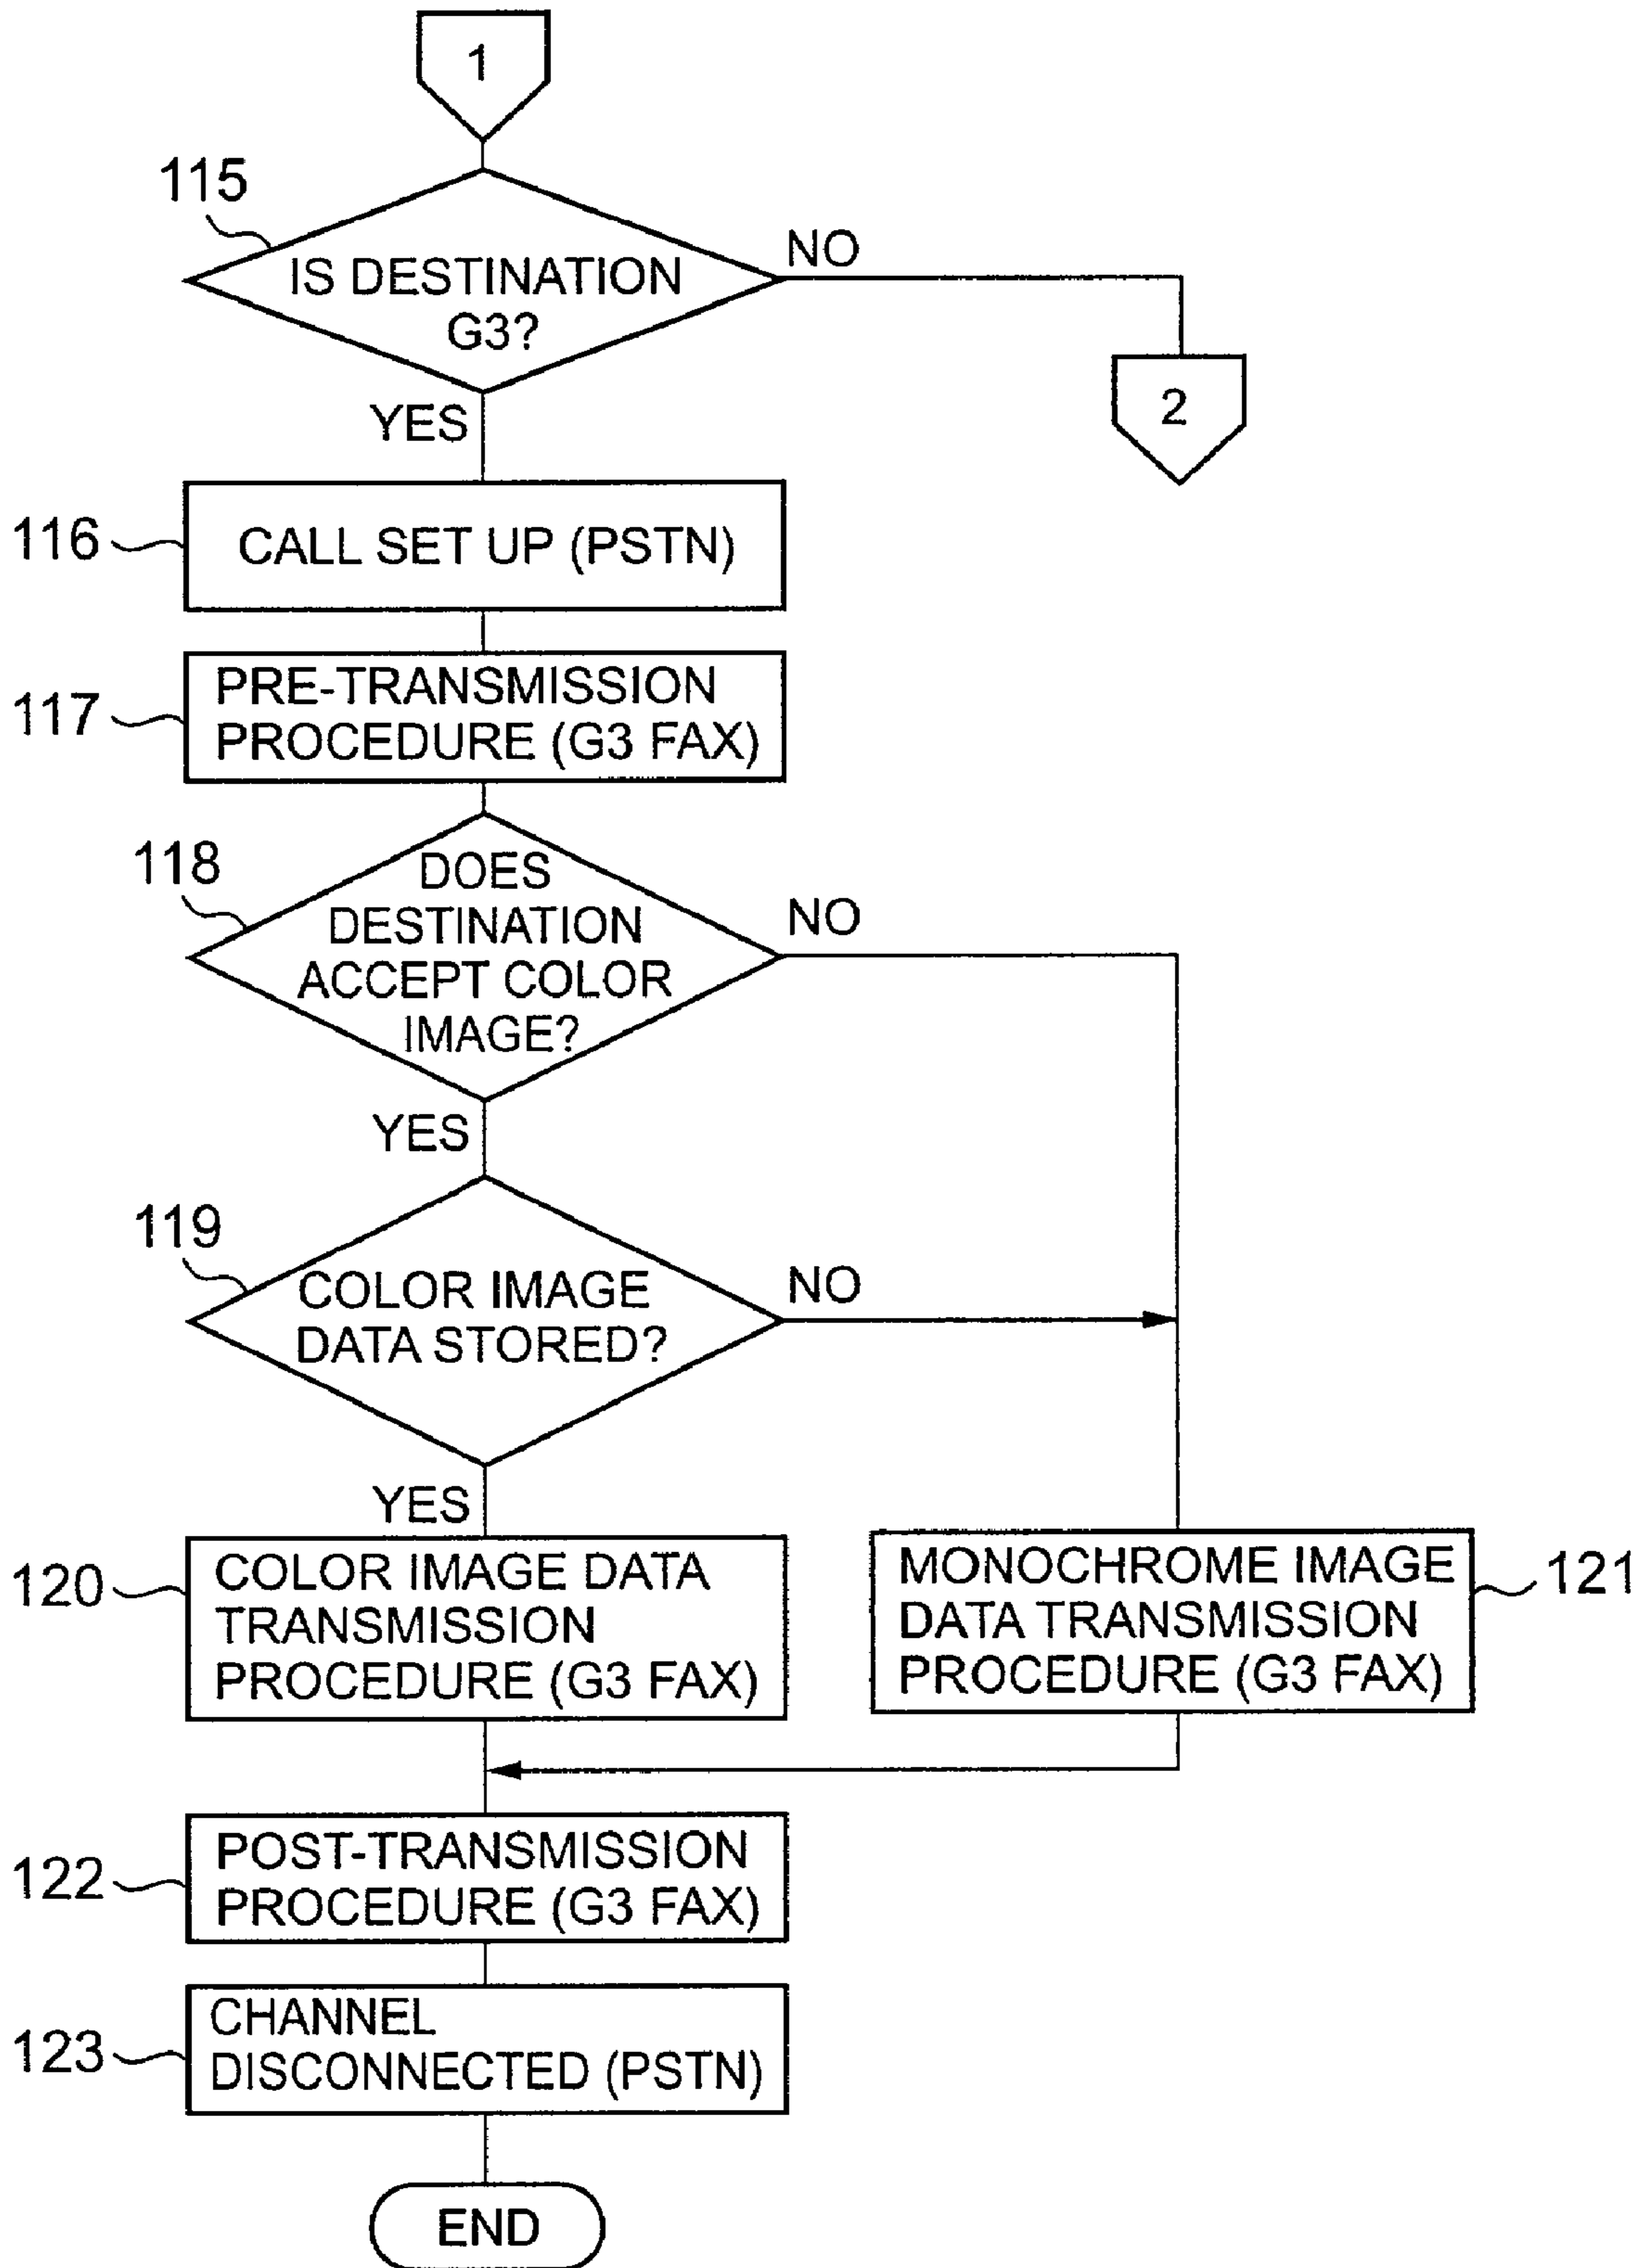 1
115
IS DESTINATION
G3?
NO
2
YES
116
CALL SET UP (PSTN)
117
PRE-TRANSMISSION
PROCEDURE (G3 FAX)
118
DOES
DESTINATION
ACCEPT COLOR
IMAGE?
NO
YES
119
COLOR IMAGE
DATA STORED?
NO
YES
120
COLOR IMAGE DATA
TRANSMISSION
PROCEDURE (G3 FAX)
MONOCHROME IMAGE
DATA TRANSMISSION
PROCEDURE (G3 FAX)
121
122
POST-TRANSMISSION
PROCEDURE (G3 FAX)
123
CHANNEL
DISCONNECTED (PSTN)
END